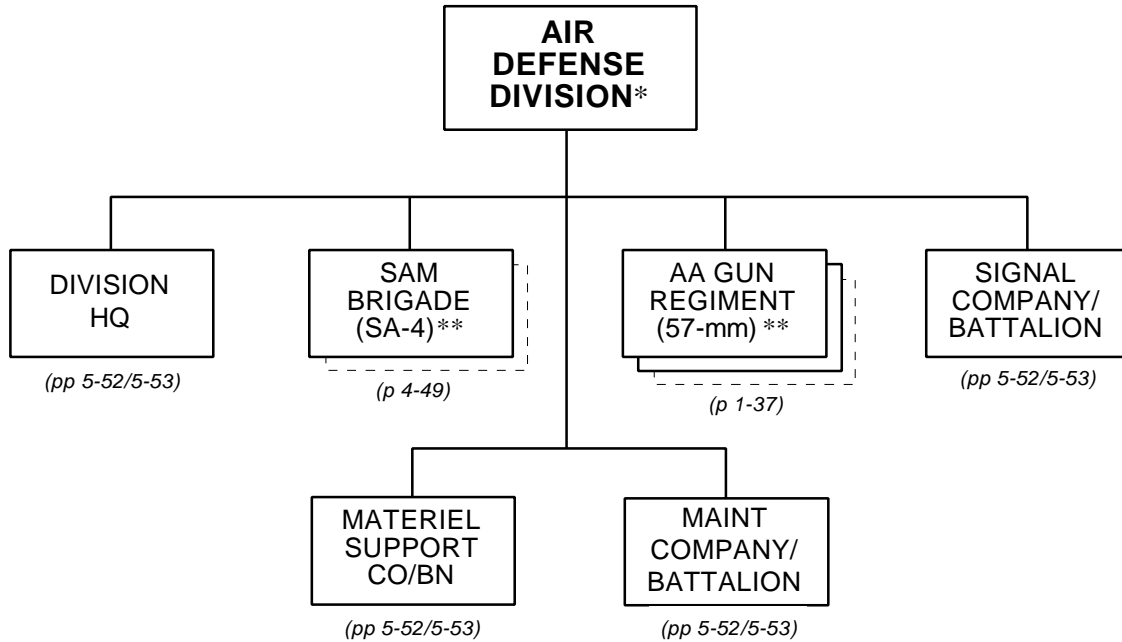 AIR
DEFENSE
DIVISION*
DIVISION
HQ
(pp 5-52/5-53)
SAM
BRIGADE
(SA-4)**
(p 4-49)
AA GUN
REGIMENT
(57-mm)**
(p 1-37)
SIGNAL
COMPANY/
BATTALION
(pp 5-52/5-53)
MATERIEL
SUPPORT
CO/BN
(pp 5-52/5-53)
MAINT
COMPANY/
BATTALION
(pp 5-52/5-53)